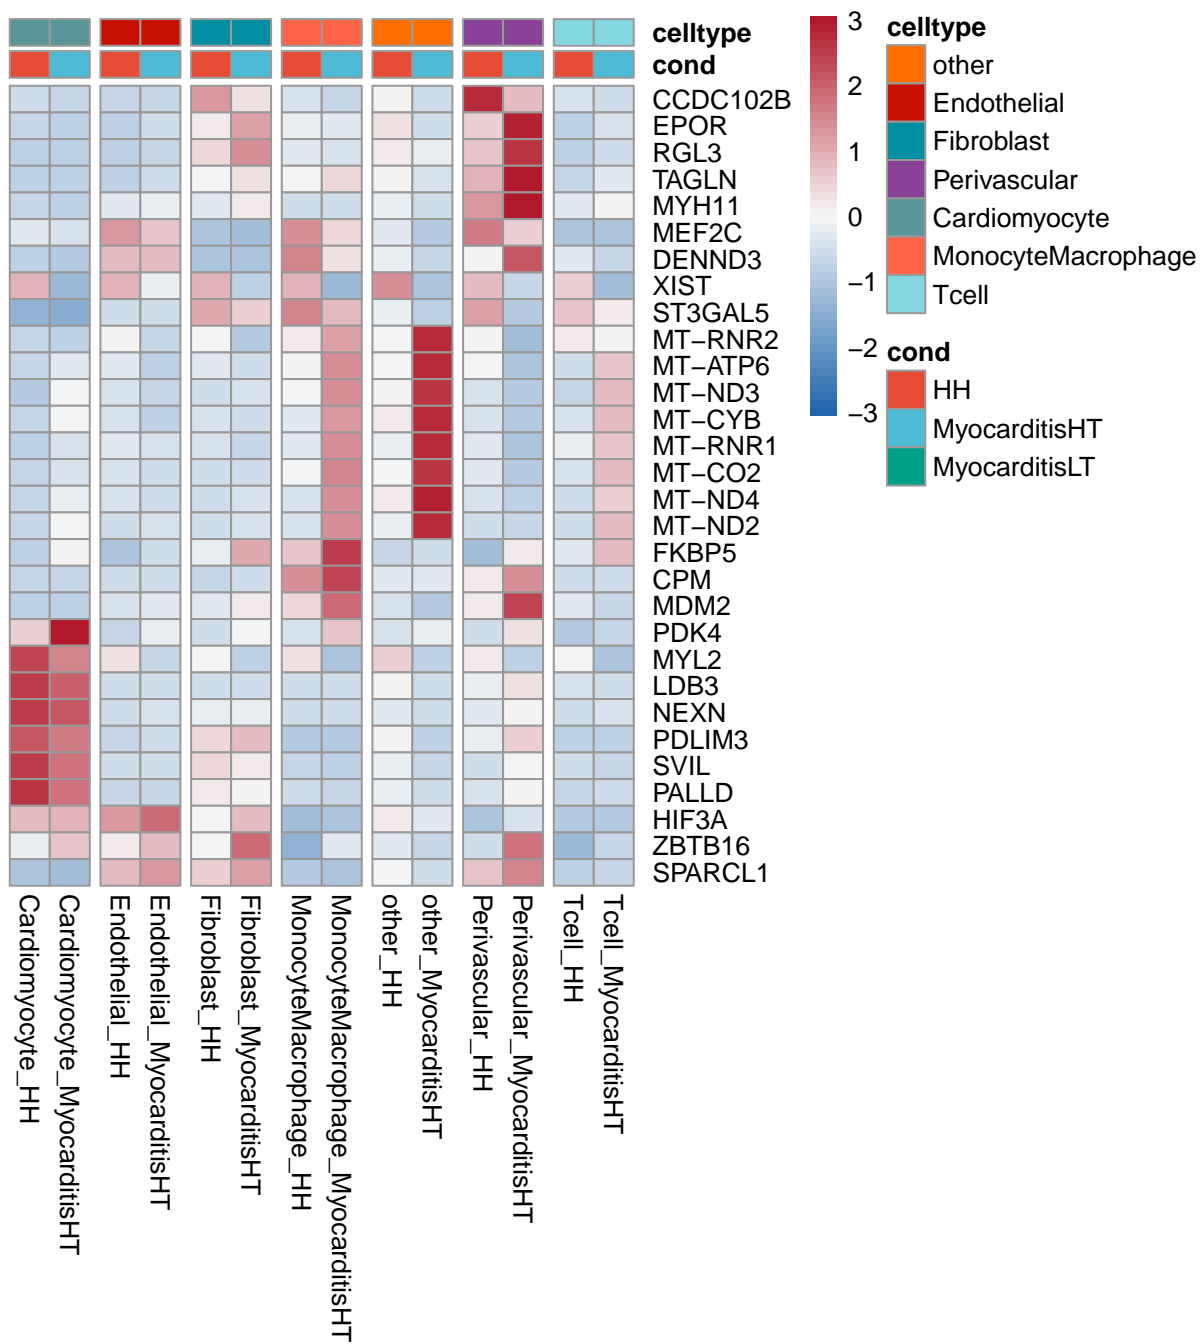 celltype
cond
CCDC102B
EPOR
RGL3
TAGLN
MYH11
MEF2C
DENND3
XIST
ST3GAL5
MT−RNR2
MT−ATP6
MT−ND3
MT−CYB
MT−RNR1
MT−CO2
MT−ND4
MT−ND2
FKBP5
CPM
MDM2
PDK4
MYL2
LDB3
NEXN
PDLIM3
SVIL
PALLD
HIF3A
ZBTB16
SPARCL1
Cardiomyocyte_HH
Cardiomyocyte_MyocarditisHT
Endothelial_HH
Endothelial_MyocarditisHT
Fibroblast_HH
Fibroblast_MyocarditisHT
MonocyteMacrophage_HH
MonocyteMacrophage_MyocarditisHT
other_HH
other_MyocarditisHT
Perivascular_HH
Perivascular_MyocarditisHT
Tcell_HH
Tcell_MyocarditisHT
3
2
1
0
−1
−2
−3
celltype
other
Endothelial
Fibroblast
Perivascular
Cardiomyocyte
MonocyteMacrophage
Tcell
cond
HH
MyocarditisHT
MyocarditisLT